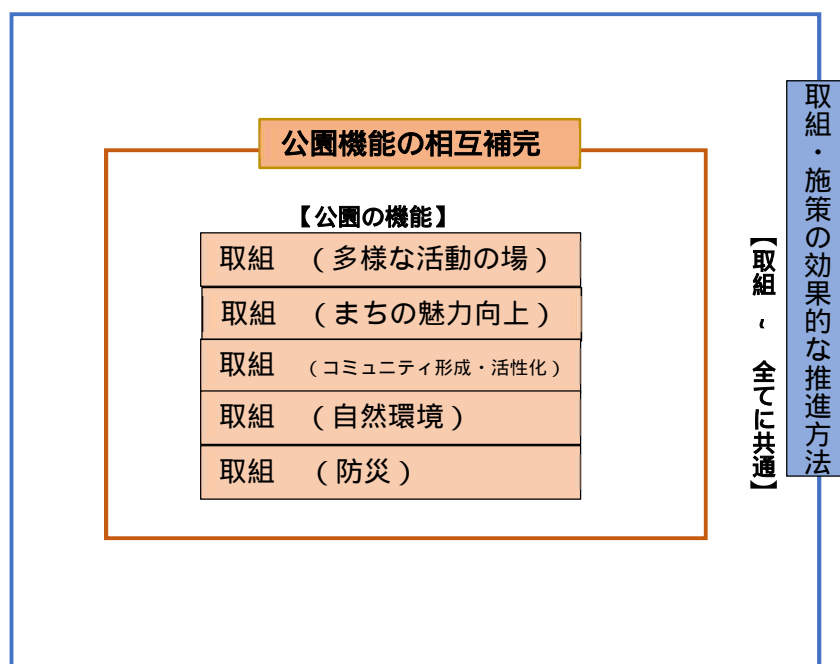 公園機能の相互補完
【公園の機能】
取組 (多様な活動の場)
取組 (まちの魅力向上)
取組 (コミュニティ形成・活性化)
取組 (自然環境)
取組 (防災)
取組・施策の効果的な推進方法
【取組 ~ 全てに共通】